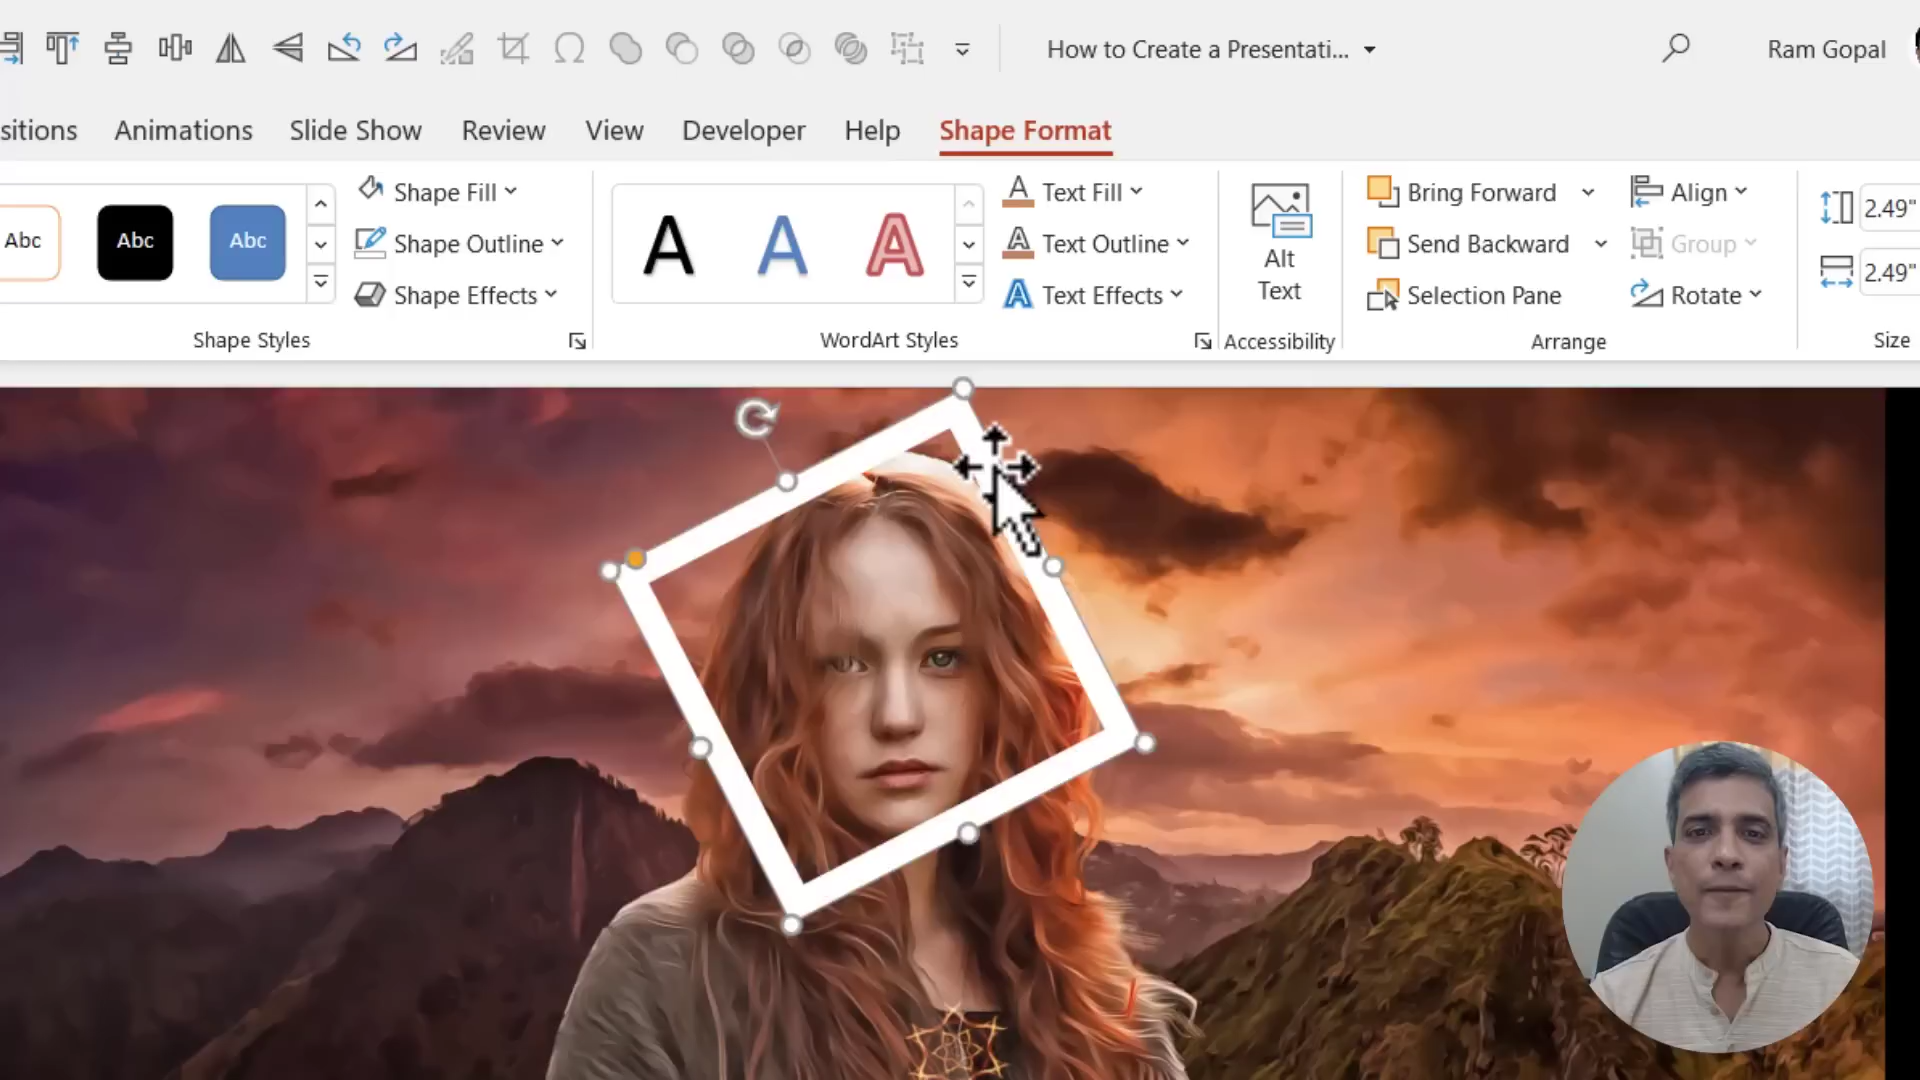 How to Create a Presentati...
Ram Gopal
sitions
Animations
Slide Show
Review
View
Developer
Help
Shape Format
Abc
Abc
Abc
Shape Fill
Shape Outline
Shape Effects
Shape Styles
A
A
A
Text Fill
Text Outline
Text Effects
WordArt Styles
Alt
Text
Accessibility
Bring Forward
Send Backward
Selection Pane
Align
Group
Rotate
Arrange
2.49"
2.49"
Size